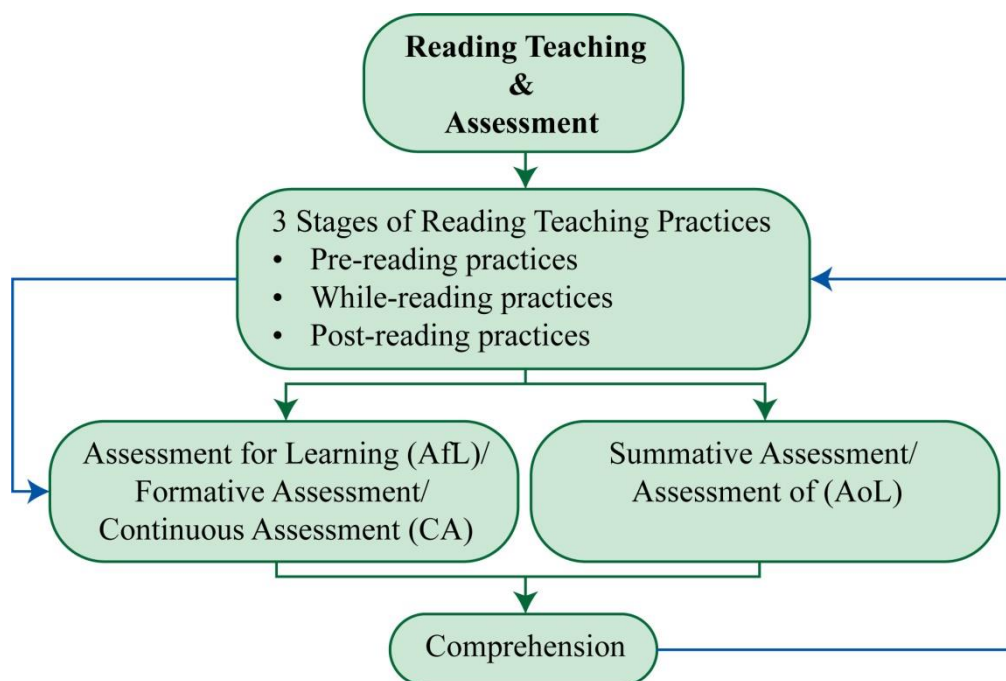 Reading Teaching
&
Assessment
3 Stages of Reading Teaching Practices
• Pre-reading practices
• While-reading practices
• Post-reading practices
Assessment for Learning (AfL)/
Formative Assessment/
Continuous Assessment (CA)
Summative Assessment/
Assessment of (AoL)
Comprehension